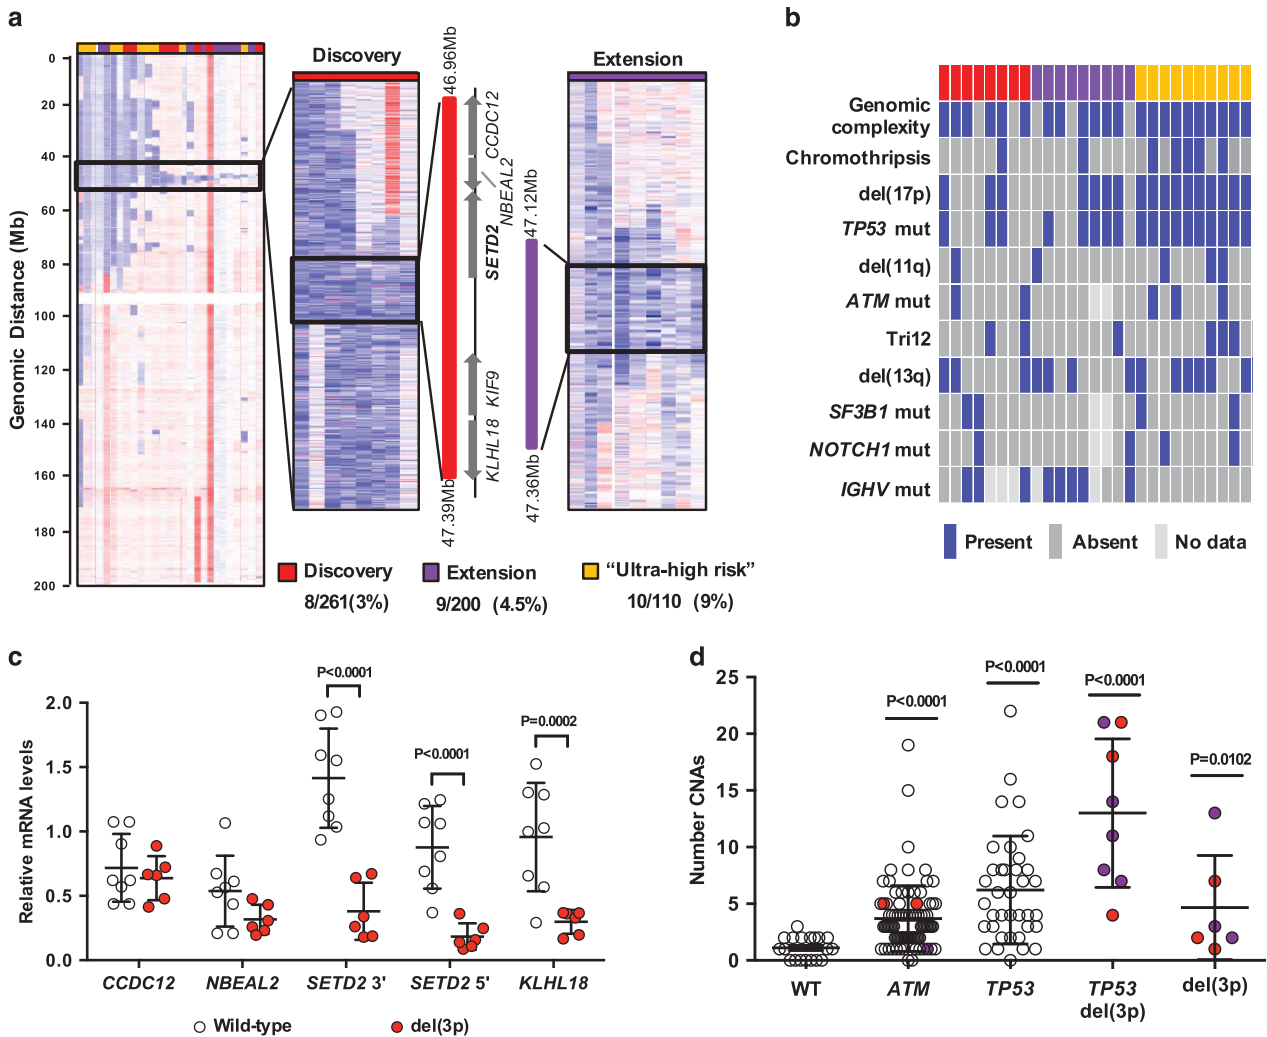 a
0
20
40
60
80
100
120
140
160
180
200
Genomic Distance (Mb)
Discovery
46.96Mb
47.39Mb
CCDC12
NBEAL2
SETD2
KIF9
KLHL18
47.12Mb
47.36Mb
Extension
Discovery
8/261(3%)
Extension
9/200 (4.5%)
“Ultra-high risk”
10/110 (9%)
b
Genomic
complexity
Chromothripsis
del(17p)
TP53 mut
del(11q)
ATM mut
Tri12
del(13q)
SF3B1 mut
NOTCH1 mut
IGHV mut
Present
Absent
No data
c
Relative mRNA levels
2.0
1.5
1.0
0.5
0.0
P<0.0001
P<0.0001
P=0.0002
CCDC12
NBEAL2
SETD2 3'
SETD2 5'
KLHL18
Wild-type
del(3p)
d
Number CNAs
25
20
15
10
5
0
P<0.0001
P<0.0001
P<0.0001
P=0.0102
WT
ATM
TP53
TP53
del(3p)
del(3p)